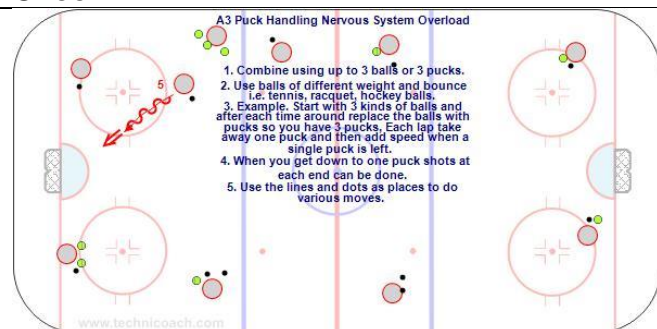 A3 Puck Handling Nervous System Overload
1. Combine using up to 3 balls or 3 pucks.
2. Use balls of different weight and bounce
i.e. tennis, racquet, hockey balls.
3. Example. Start with 3 kinds of balls and
after each time around replace the balls with
pucks so you have 3 pucks, Each lap take
away one puck and then add speed when a
single puck is left.
4. When you get down to one puck shots at
each end can be done.
5. Use the lines and dots as places to do
various moves.
5
www.technicoach.com